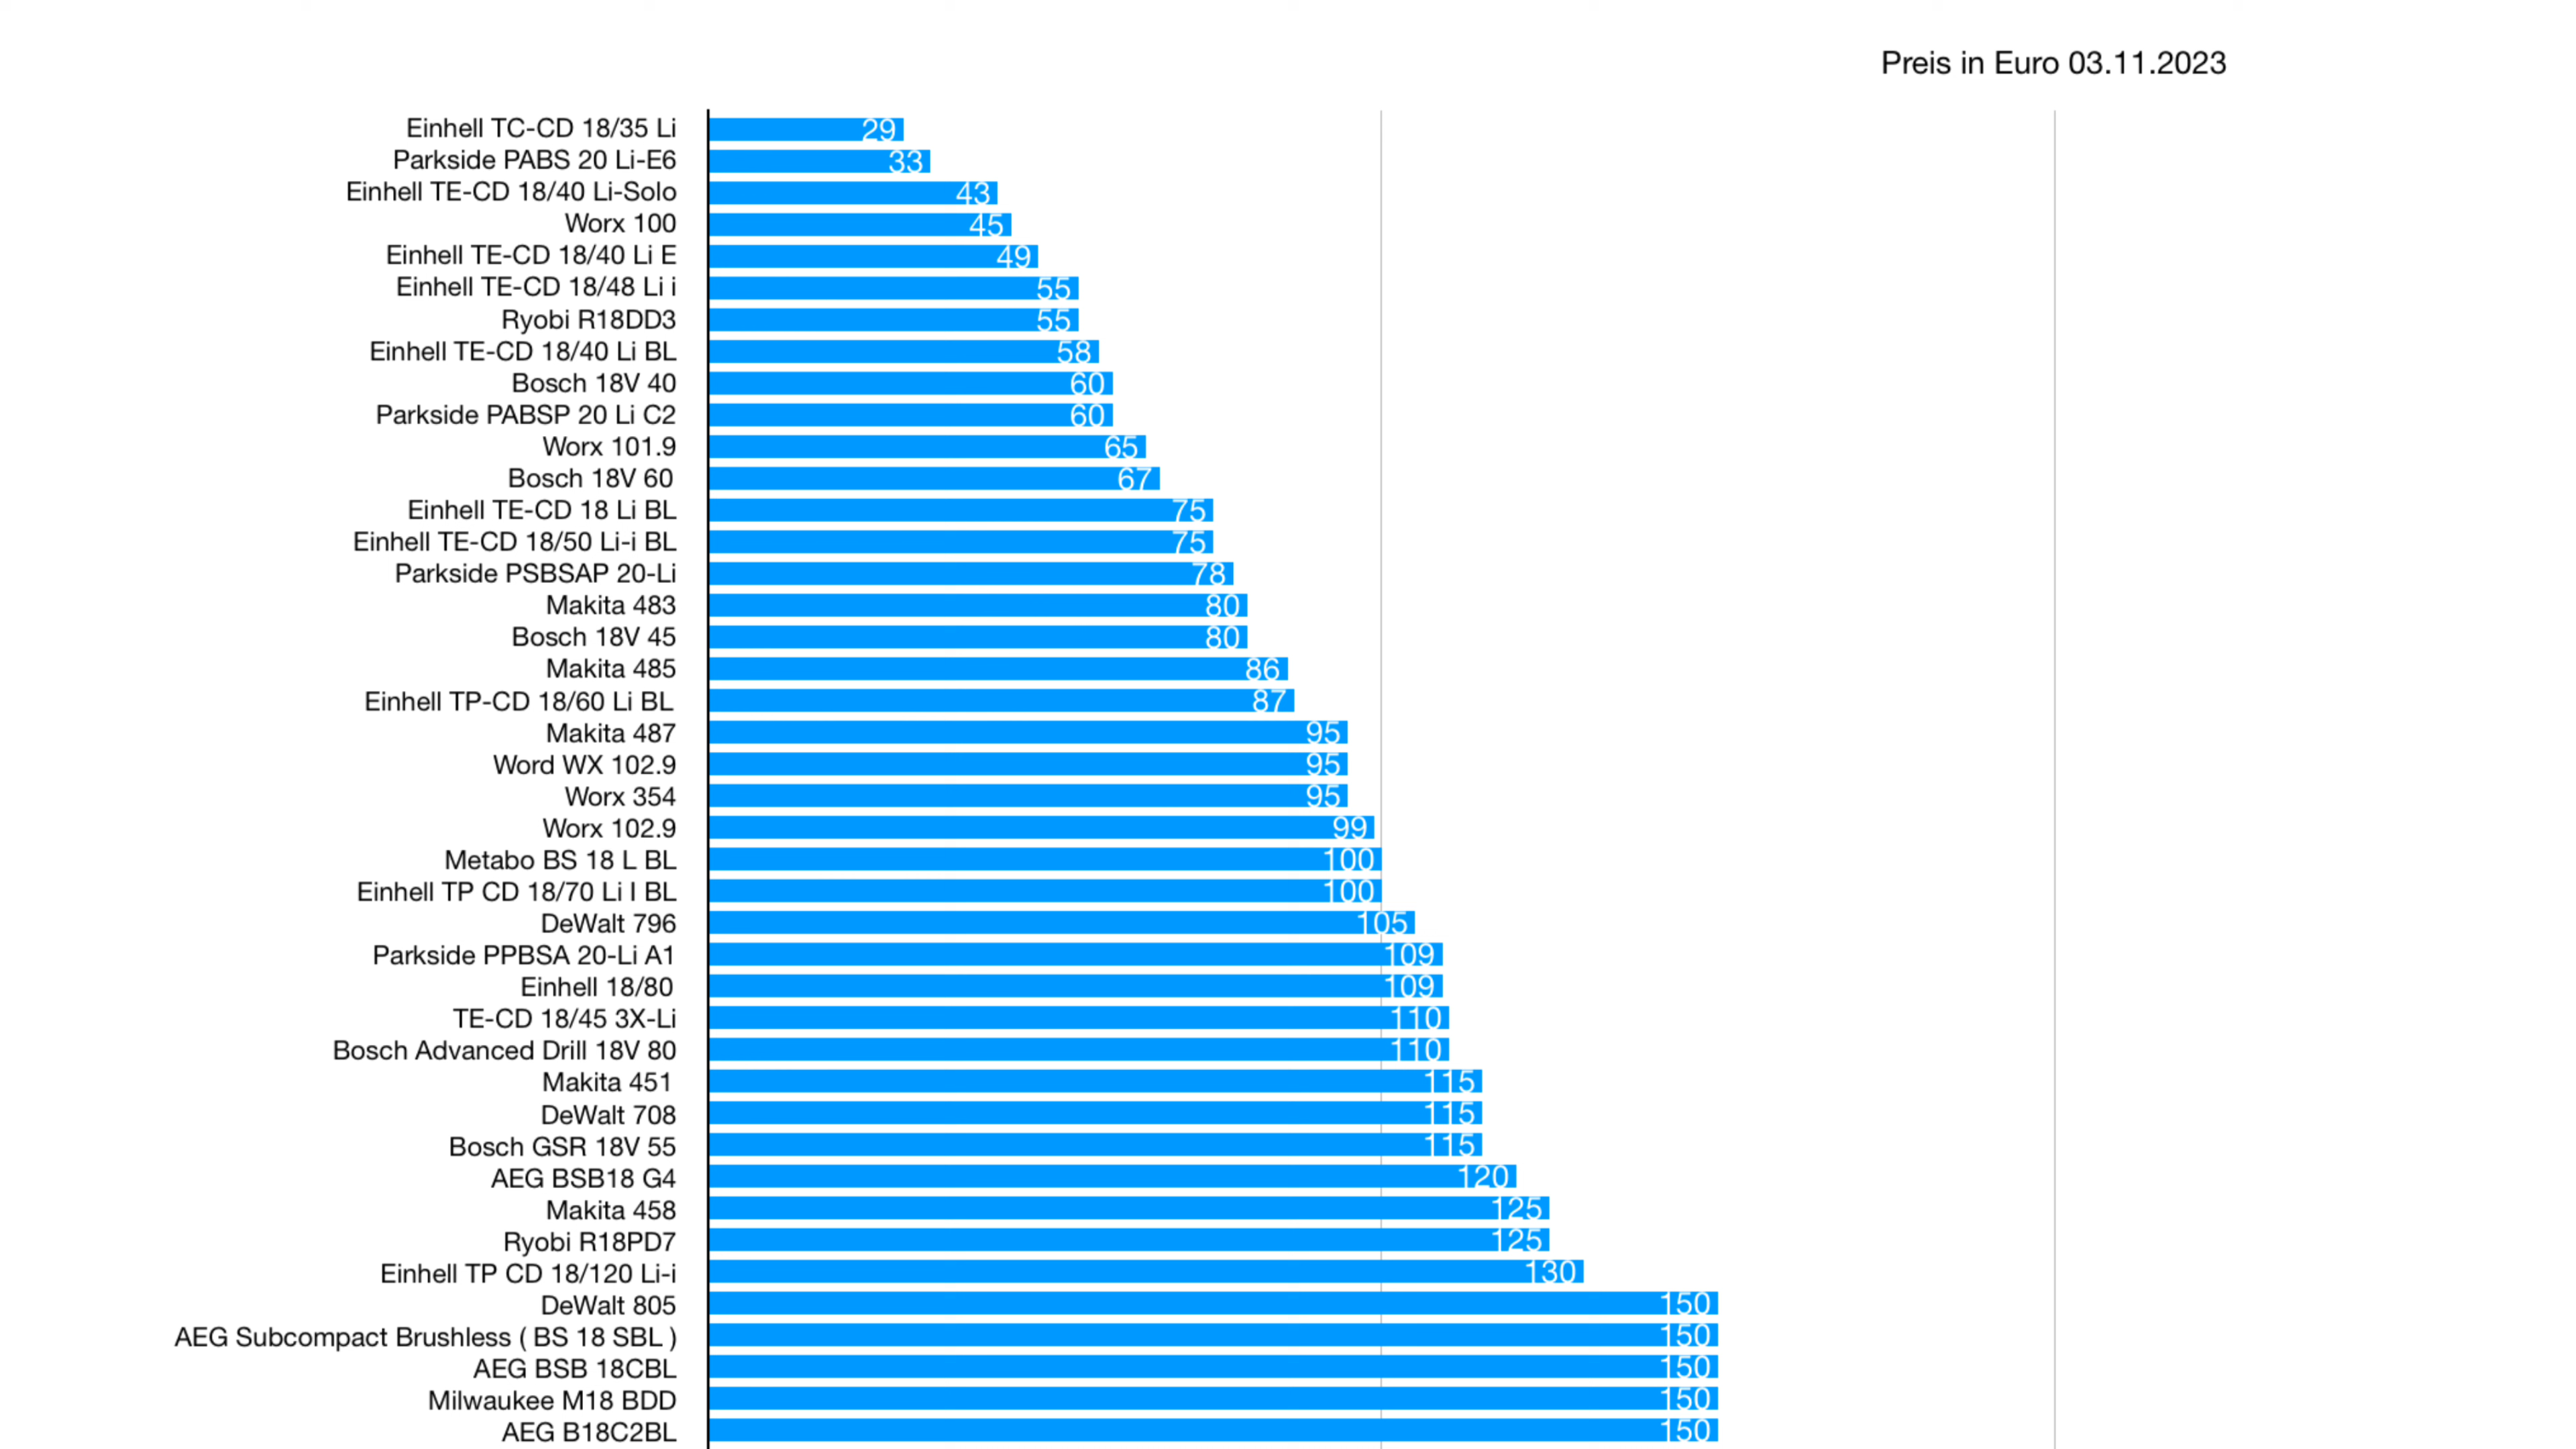 Preis in Euro 03.11.2023
Einhell TC-CD 18/35 Li 29
Parkside PABS 20 Li-E6 33
Einhell TE-CD 18/40 Li-Solo 43
Worx 100 45
Einhell TE-CD 18/40 Li E 49
Einhell TE-CD 18/48 Li i 55
Ryobi R18DD3 55
Einhell TE-CD 18/40 Li BL 58
Bosch 18V 40 60
Parkside PABSP 20 Li C2 60
Worx 101.9 65
Bosch 18V 60 67
Einhell TE-CD 18 Li BL 75
Einhell TE-CD 18/50 Li-i BL 75
Parkside PSBSAP 20-Li 78
Makita 483 80
Bosch 18V 45 80
Makita 485 86
Einhell TP-CD 18/60 Li BL 87
Makita 487 95
Word WX 102.9 95
Worx 354 95
Worx 102.9 99
Metabo BS 18 L BL 100
Einhell TP CD 18/70 Li I BL 100
DeWalt 796 105
Parkside PPBSA 20-Li A1 109
Einhell 18/80 109
TE-CD 18/45 3X-Li 110
Bosch Advanced Drill 18V 80 110
Makita 451 115
DeWalt 708 115
Bosch GSR 18V 55 115
AEG BSB18 G4 120
Makita 458 125
Ryobi R18PD7 125
Einhell TP CD 18/120 Li-i 130
DeWalt 805 150
AEG Subcompact Brushless ( BS 18 SBL ) 150
AEG BSB 18CBL 150
Milwaukee M18 BDD 150
AEG B18C2BL 150